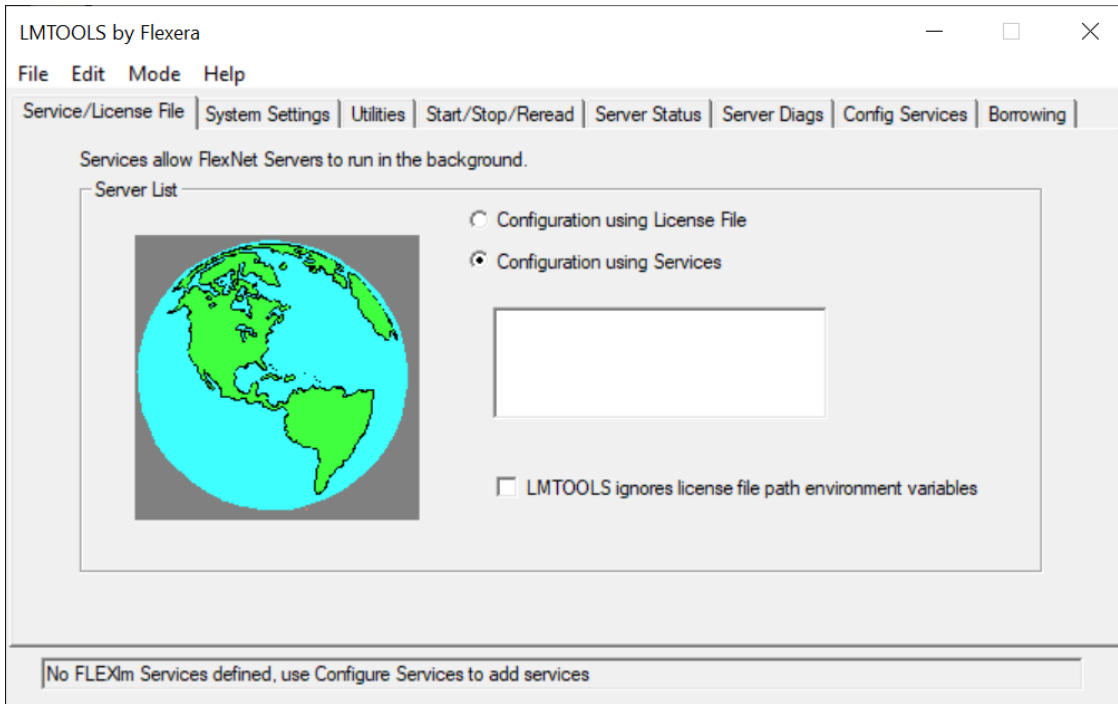 LMTOOLS by Flexera
File Edit Mode Help
Service/License File System Settings Utilities Start/Stop/Reread Server Status Server Diags Config Services Borrowing
Services allow FlexNet Servers to run in the background.
Server List
Configuration using License File
Configuration using Services
LMTOOLS ignores license file path environment variables
No FLEXlm Services defined, use Configure Services to add services